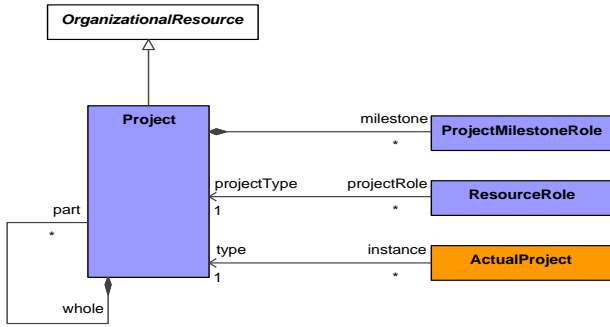 OrganizationalResource
Project
milestone
ProjectMilestoneRole
*
projectType
projectRole
ResourceRole
1
*
part
*
type
instance
ActualProject
1
*
whole